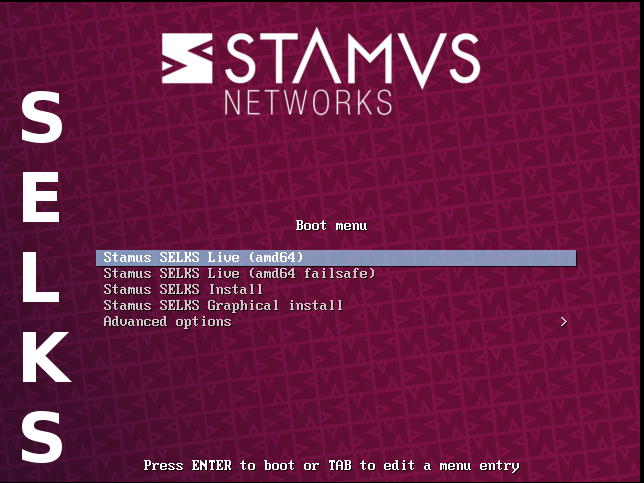 STAMVS
NETWORKS
SELKS
Boot menu
Stamus SELKS Live (amd64)
Stamus SELKS Live (amd64 failsafe)
Stamus SELKS Install
Stamus SELKS Graphical install
Advanced options >
Press ENTER to boot or TAB to edit a menu entry